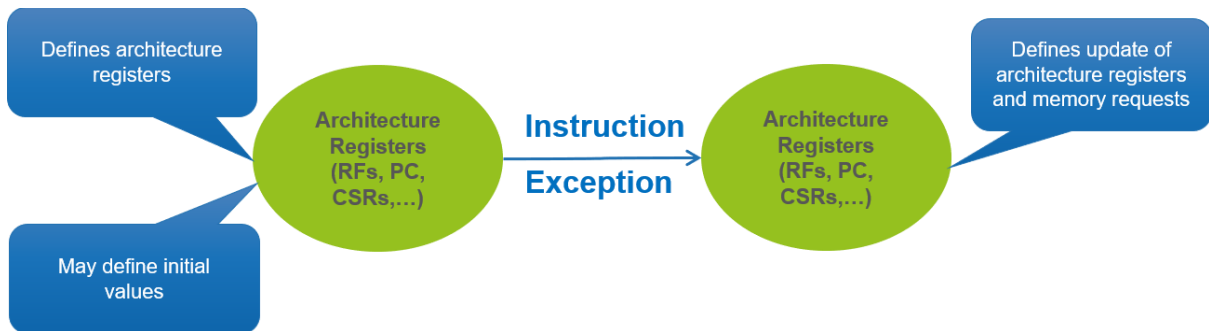 Defines architecture
registers
May define initial
values
Architecture
Registers
(RFs, PC,
CSRs,...)
Instruction
Exception
Architecture
Registers
(RFs, PC,
CSRs,...)
Defines update of
architecture registers
and memory requests